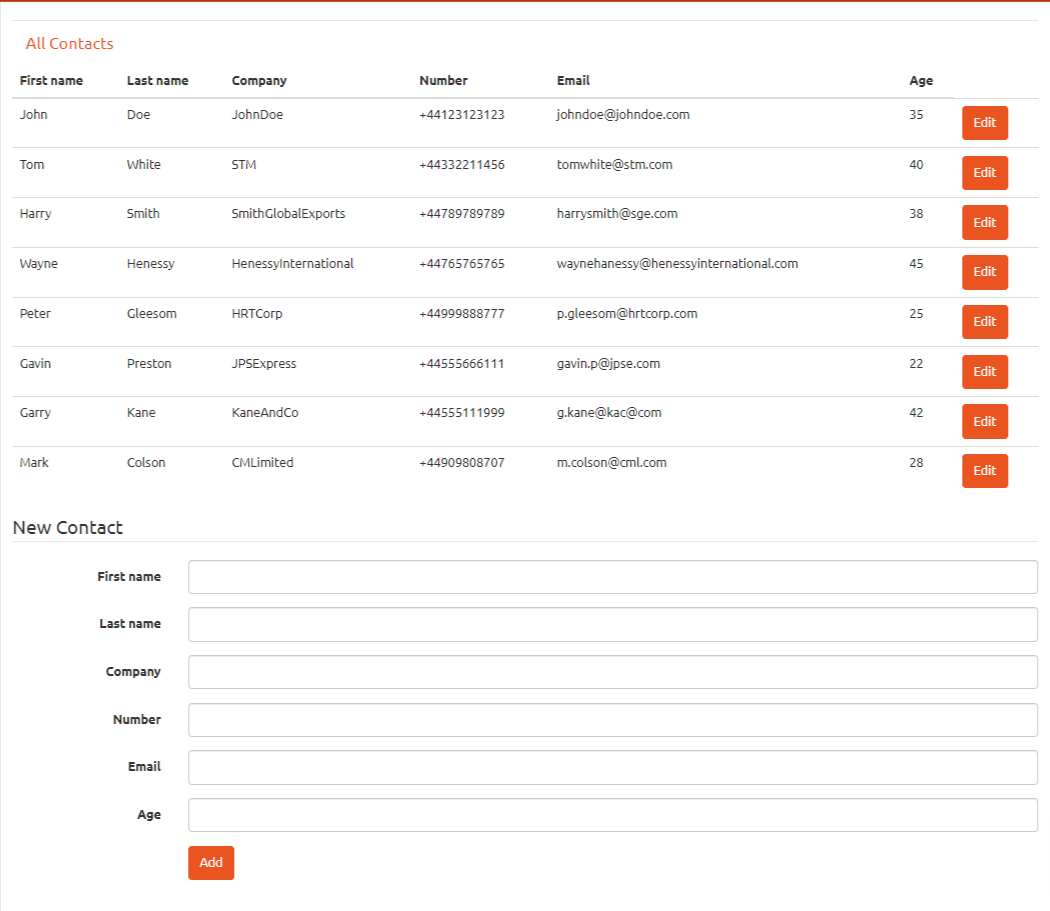 All Contacts
First name Last name Company Number Email Age
John Doe JohnDoe +44123123123 johndoe@johndoe.com 35 Edit
Tom White STM +44332211456 tomwhite@stm.com 40 Edit
Harry Smith SmithGlobalExports +44789789789 harrysmith@sge.com 38 Edit
Wayne Henessy HenessyInternational +44765765765 waynehanessy@henessyinternational.com 45 Edit
Peter Gleesom HRTCorp +44999888777 p.gleesom@hrtcorp.com 25 Edit
Gavin Preston JPSExpress +44555666111 gavin.p@jpse.com 22 Edit
Garry Kane KaneAndCo +44555111999 g.kane@kac@com 42 Edit
Mark Colson CMLimited +44909808707 m.colson@cml.com 28 Edit
New Contact
First name
Last name
Company
Number
Email
Age
Add